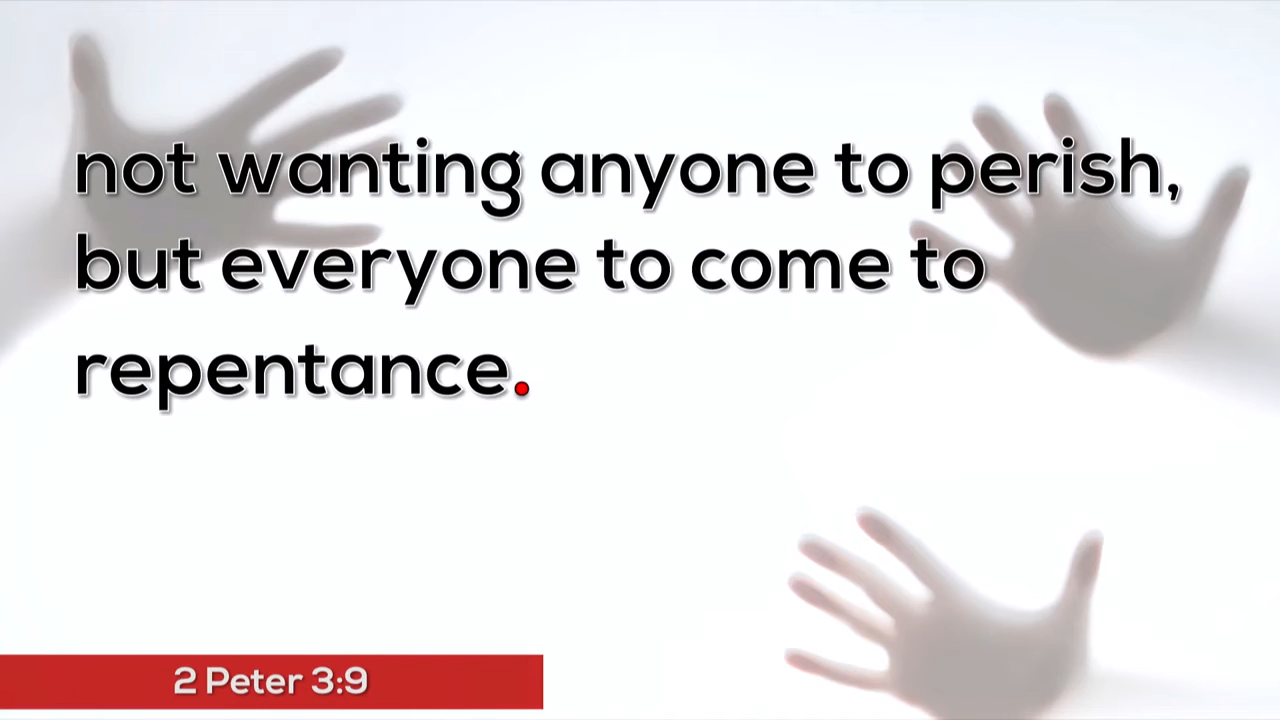 not wanting anyone to perish,
but everyone to come to
repentance.
2 Peter 3:9